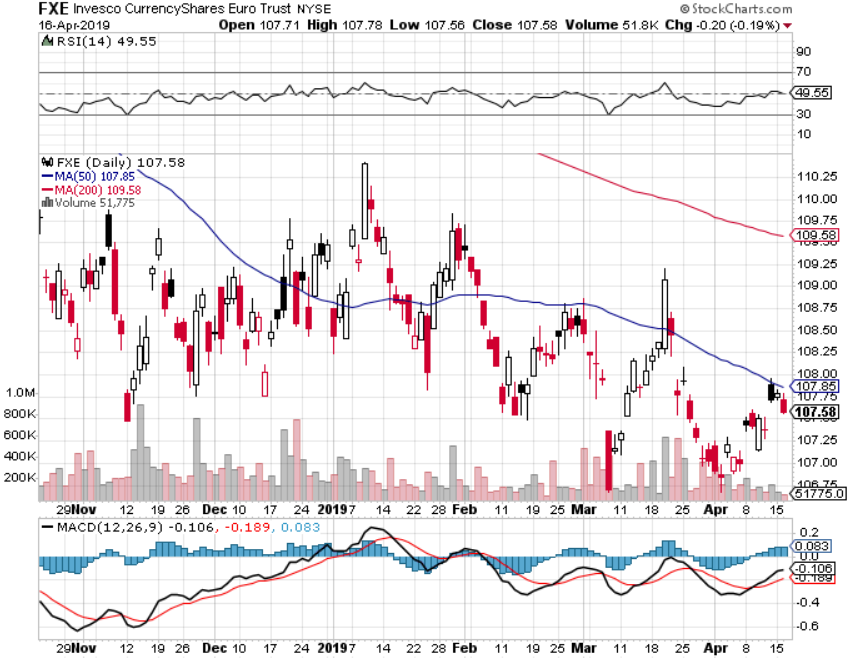 FXE Invesco CurrencyShares Euro Trust NYSE © StockCharts.com
16-Apr-2019 Open 107.71 High 107.78 Low 107.56 Close 107.58 Volume 51.8K Chg -0.20 (-0.19%)
RSI(14) 49.55
90
70
49.55
30
10
FXE (Daily) 107.58
MA(50) 107.85
MA(200) 109.58
Volume 51,775
110.25
110.00
109.75
109.58
109.50
109.25
109.00
108.75
108.50
108.25
108.00
107.85
107.75
107.58
107.25
107.00
106.75
1.0M
800K
600K
400K
200K
51775.0
29 Nov 12 19 26 Dec 10 17 24 2019 7 14 22 28 Feb 11 19 25 Mar 11 18 25 Apr 8 15
MACD(12,26,9) -0.106, -0.189, 0.083
0.2
0.083
0.0
-0.106
-0.189
-0.4
-0.6
29 Nov 12 19 26 Dec 10 17 24 2019 7 14 22 28 Feb 11 19 25 Mar 11 18 25 Apr 8 15